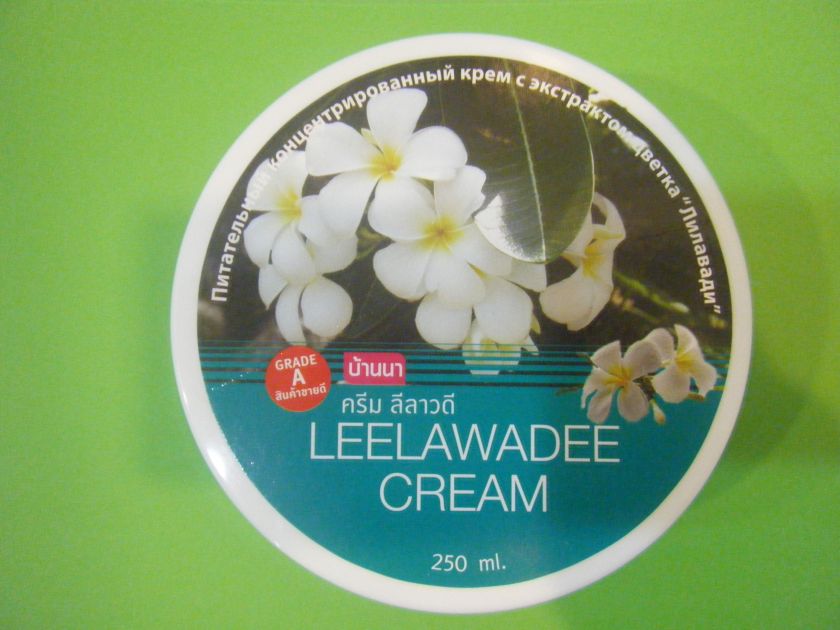 Питательный концентрированный крем с экстрактом цветка "Лилавади"
GRADE
A
สินค้าขายดี
บ้านนา
ครีม ลีลาวดี
LEELAWADEE
CREAM
250 ml.